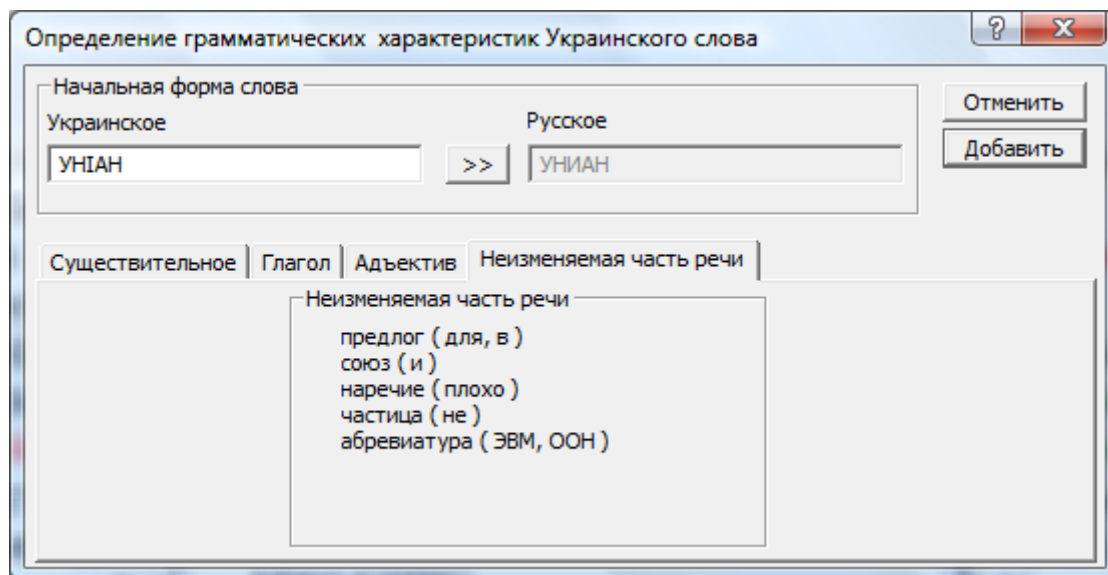 Определение грамматических характеристик Украинского слова
Начальная форма слова
Украинское
Русское
УНІАН
>>
УНИАН
Отменить
Добавить
Существительное
Глагол
Адъектив
Неизменяемая часть речи
Неизменяемая часть речи
предлог ( для, в )
союз ( и )
наречие ( плохо )
частица ( не )
абревиатура ( ЭВМ, ООН )